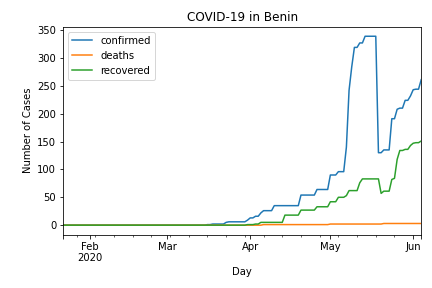 COVID-19 in Benin
confirmed
deaths
recovered
Number of Cases
350
300
250
200
150
100
50
0
Feb
2020
Mar
Apr
May
Jun
Day